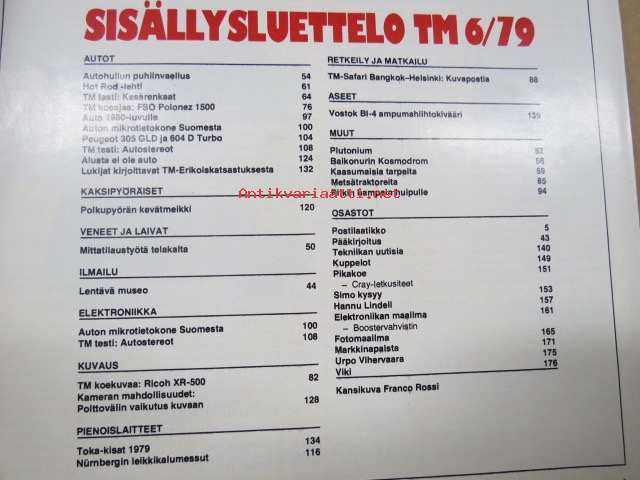 SISÄLLYSLUETTELO TM 6/79
AUTOT
Autohullun puhiinvaellus 54
Hot Rod -lehti 61
TM testi: Kesärenkaat 64
TM koeajaa: FSO Polonez 1500 76
Auto 1980-luvulle 97
Auton mikrotietokone Suomesta 100
Peugeot 305 GLD ja 604 D Turbo 104
TM testi: Autostereot 108
Alusta ei ole auto 124
Lukijat kirjoittavat TM-Erikoiskatsastuksesta 132
KAKSIPYÖRÄISET
Polkupyörän kevätmeikki 120
VENEET JA LAIVAT
Mittatilaustyötä telakalta 50
ILMAILU
Lentävä museo 44
ELEKTRONIIKKA
Auton mikrotietokone Suomesta 100
TM testi: Autostereot 108
KUVAUS
TM koekuvaa: Ricoh XR-500 82
Kameran mahdollisuudet:
Polttovälin vaikutus kuvaan 128
PIENOISLAITTEET
Toka-kisat 1979 134
Nürnbergin leikkikalumessut 116
RETKEILY JA MATKAILU
TM-Safari Bangkok–Helsinki: Kuvapostia 88
ASEET
Vostok BI-4 ampumahiihtokivääri 139
MUUT
Plutonium 52
Baikonurin Kosmodrom 56
Kaasumaisia tarpeita 59
Metsätraktoreita 85
94
OSASTOT
Postilaatikko 5
Pääkirjoitus 43
Tekniikan uutisia 140
Kuppelot 149
Pikakoe 151
– Cray-letkusiteet
Simo kysyy 153
Hannu Lindell 157
Elektroniikan maailma 161
– Boostervahvistin
Fotomaailma 165
Markkinapaista 171
Urpo Vihervaara 175
Viki 176
Kansikuva Franco Rossi
Antikvariaatti.net